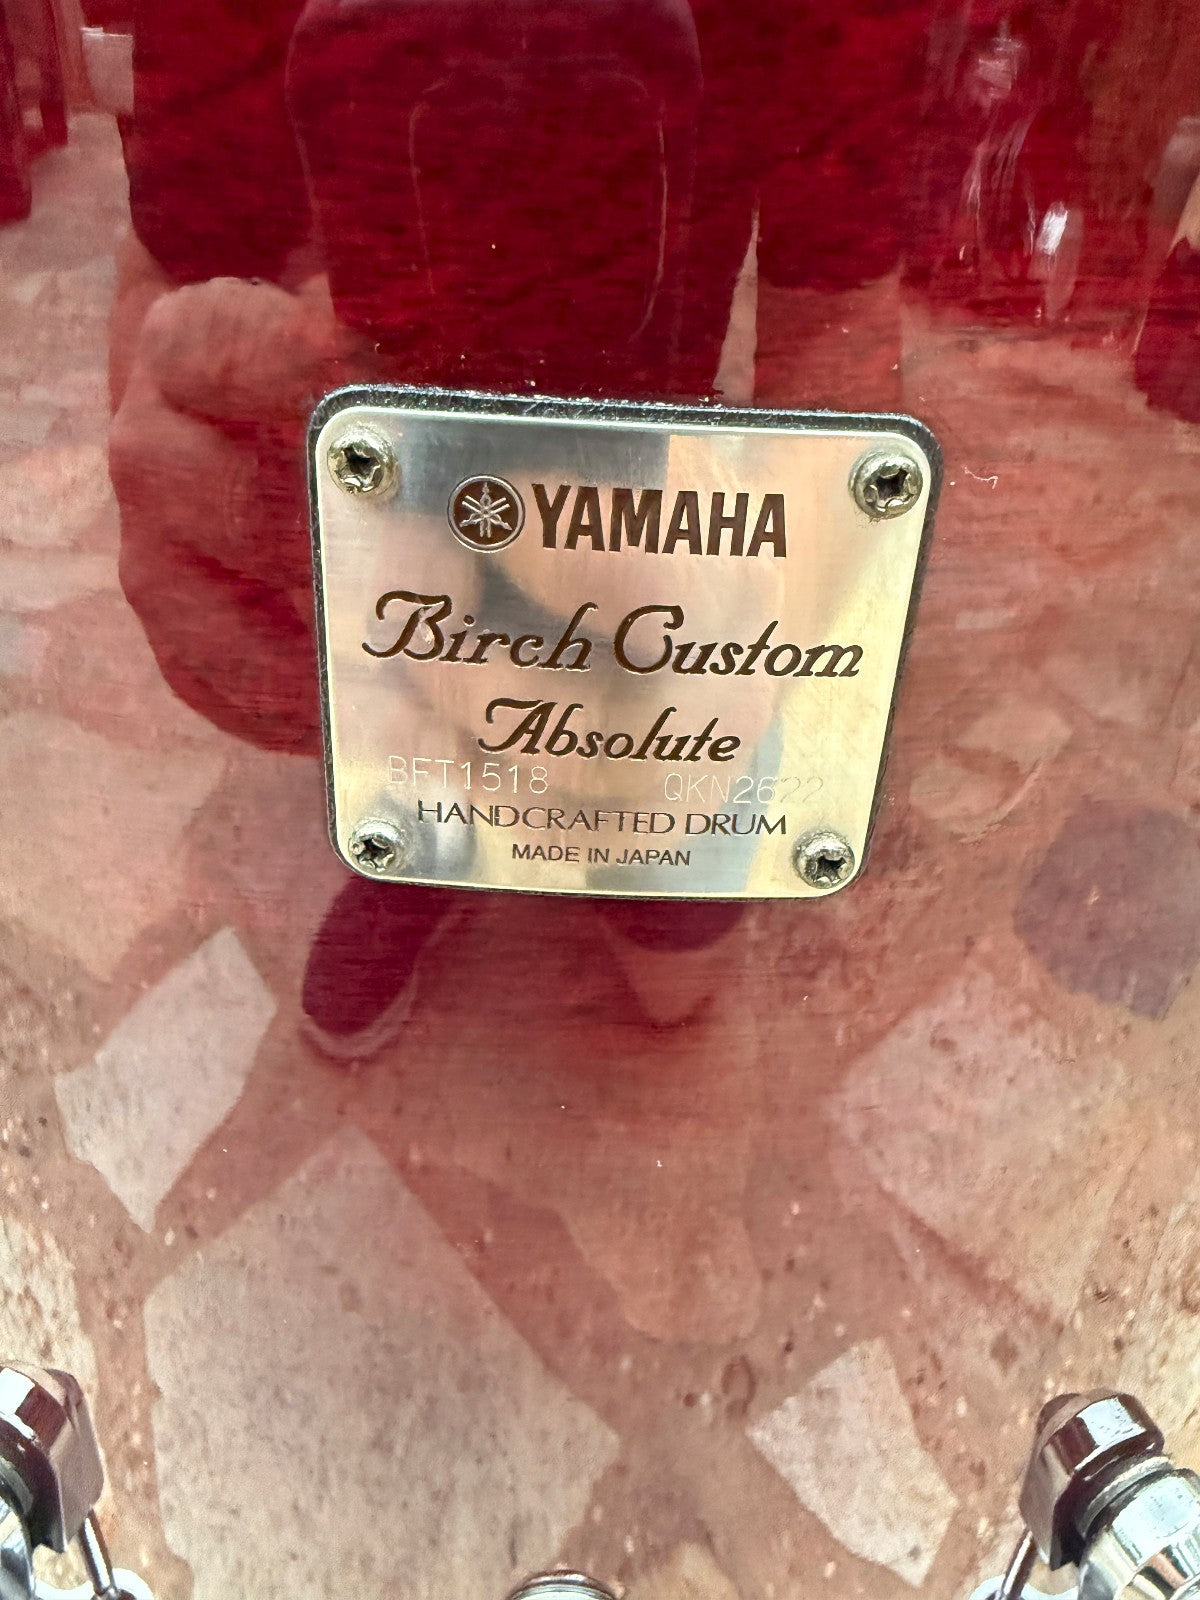 YAMAHA
Birch Custom
Absolute
BFT1518 QKN2622
HANDCRAFTED DRUM
MADE IN JAPAN